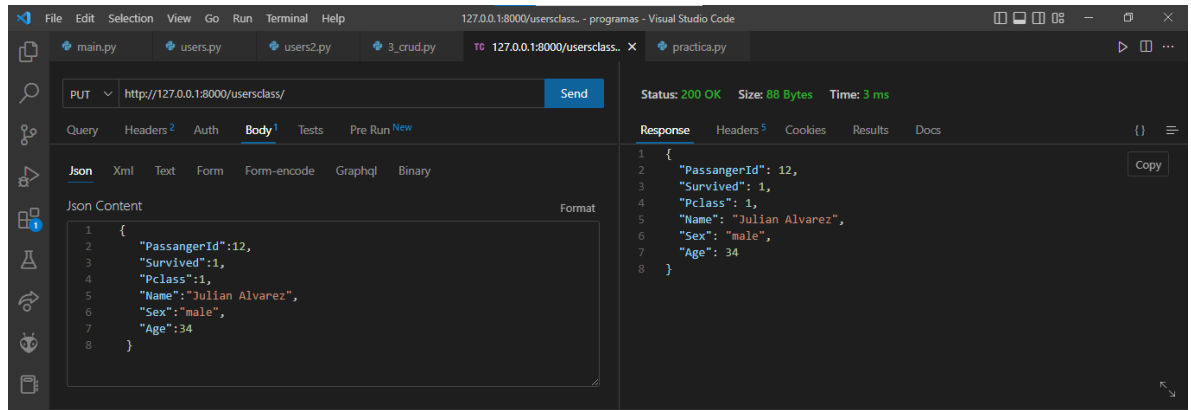 File Edit Selection View Go Run Terminal Help 127.0.0.1:8000/usersclass.. - programas - Visual Studio Code
main.py users.py users2.py 3_crud.py TC 127.0.0.1:8000/usersclass.. practica.py
PUT http://127.0.0.1:8000/usersclass/ Send
Query Headers 2 Auth Body 1 Tests Pre Run New
Json Xml Text Form Form-encode Graphql Binary
Json Content Format
1 {
2 "PassangerId":12,
3 "Survived":1,
4 "Pclass":1,
5 "Name":"Julian Alvarez",
6 "Sex":"male",
7 "Age":34
8 }
Status: 200 OK Size: 88 Bytes Time: 3 ms
Response Headers 5 Cookies Results Docs {}
Copy
1 {
2 "PassangerId": 12,
3 "Survived": 1,
4 "Pclass": 1,
5 "Name": "Julian Alvarez",
6 "Sex": "male",
7 "Age": 34
8 }
1